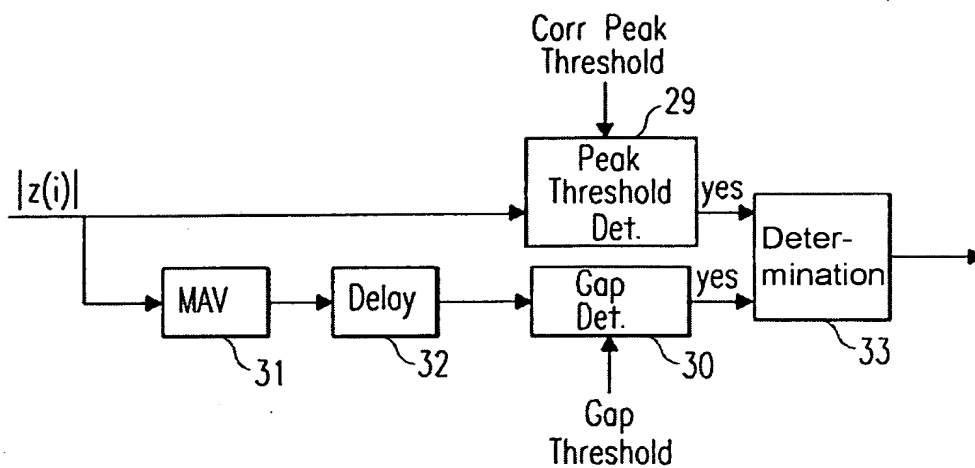 Corr Peak
Threshold
29
|z(i)|
Peak
Threshold
Det.
yes
Deter-
mination
33
MAV
31
Delay
32
Gap
Det.
yes
30
Gap
Threshold